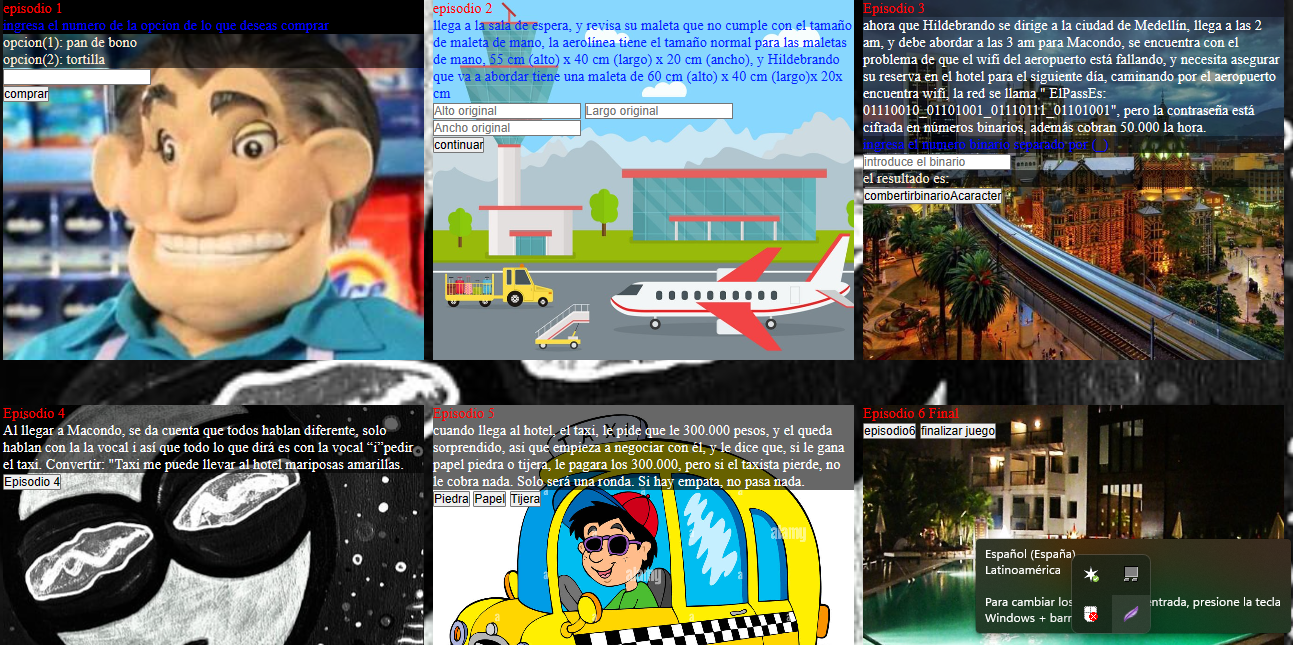 episodio 1
ingresa el numero de la opcion de lo que deseas comprar
opcion(1): pan de bono
opcion(2): tortilla
comprar
episodio 2
llega a la sala de espera, y revisa su maleta que no cumple con el tamaño
de maleta de mano, la aerolínea tiene el tamaño normal para las maletas
de mano, 55 cm (alto) x 40 cm (largo) x 20 cm (ancho), y Hildebrando
que va a abordar tiene una maleta de 60 cm (alto) x 40 cm (largo)x 20x
cm
Alto original
Largo original
Ancho original
continuar
Episodio 3
ahora que Hildebrando se dirige a la ciudad de Medellín, llega a las 2
am, y debe abordar a las 3 am para Macondo, se encuentra con el
problema de que el wifi del aeropuerto está fallando, y necesita asegurar
su reserva en el hotel para el siguiente día, caminando por el aeropuerto
encuentra wifi, la red se llama," ElPassEs:
01110010_01101001_01110111_01101001", pero la contraseña está
cifrada en números binarios, además cobran 50.000 la hora.
ingresa el numero binario separado por (_).
introduce el binario
el resultado es:
combertirbinarioAcaracter
Episodio 4
Al llegar a Macondo, se da cuenta que todos hablan diferente, solo
hablan con la la vocal i así que todo lo que dirá es con la vocal “i”pedir
el taxi. Convertir: "Taxi me puede llevar al hotel mariposas amarillas.
Episodio 4
Episodio 5
cuando llega al hotel, el taxi, le pide que le 300.000 pesos, y el queda
sorprendido, asi que empieza a negociar con él, y le dice que, si le gana
papel piedra o tijera, le pagara los 300.000, pero si el taxista pierde, no
le cobra nada. Solo será una ronda. Si hay empata, no pasa nada.
Piedra Papel Tijera
TAXI
alamy
alamy
Episodio 6 Final
episodio6 finalizar juego
Español (España)
Latinoamérica
Para cambiar los entrada, presione la tecla
Windows + barr